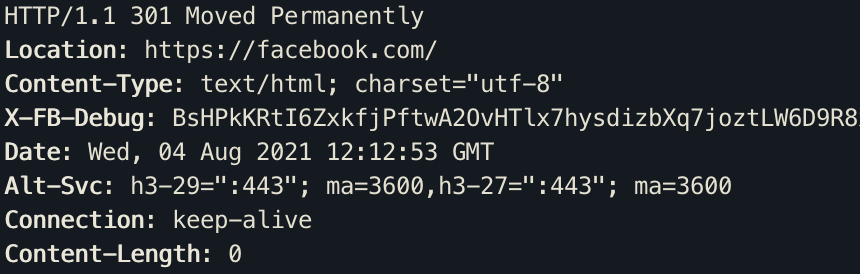 HTTP/1.1 301 Moved Permanently
Location: https://facebook.com/
Content-Type: text/html; charset="utf-8"
X-FB-Debug: BsHPkKRtI6ZxkfjPftwA2OvHTlx7hysdizbXq7joztLW6D9R8
Date: Wed, 04 Aug 2021 12:12:53 GMT
Alt-Svc: h3-29=":443"; ma=3600,h3-27=":443"; ma=3600
Connection: keep-alive
Content-Length: 0